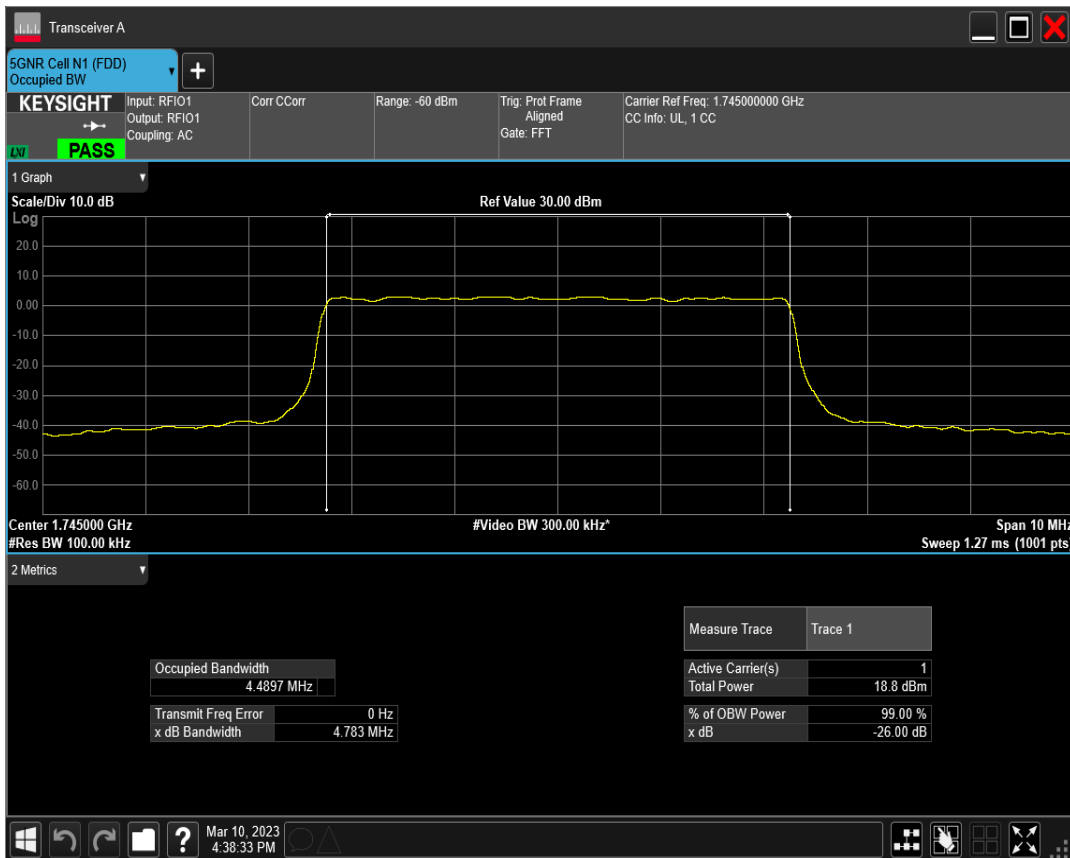 Transceiver A
5GNR Cell N1 (FDD)
Occupied BW
+
KEYSIGHT
LXI
PASS
Input: RFIO1
Output: RFIO1
Coupling: AC
Corr CCorr
Range: -60 dBm
Trig: Prot Frame
Aligned
Gate: FFT
Carrier Ref Freq: 1.745000000 GHz
CC Info: UL, 1 CC
1 Graph
Scale/Div 10.0 dB
Ref Value 30.00 dBm
Log
20.0
10.0
0.00
-10.0
-20.0
-30.0
-40.0
-50.0
-60.0
Center 1.745000 GHz
#Video BW 300.00 kHz*
Span 10 MHz
#Res BW 100.00 kHz
Sweep 1.27 ms (1001 pts)
2 Metrics
Measure Trace Trace 1
Occupied Bandwidth
4.4897 MHz
Active Carrier(s) 1
Total Power 18.8 dBm
Transmit Freq Error 0 Hz
x dB Bandwidth 4.783 MHz
% of OBW Power 99.00 %
x dB -26.00 dB
?
Mar 10, 2023
4:38:33 PM